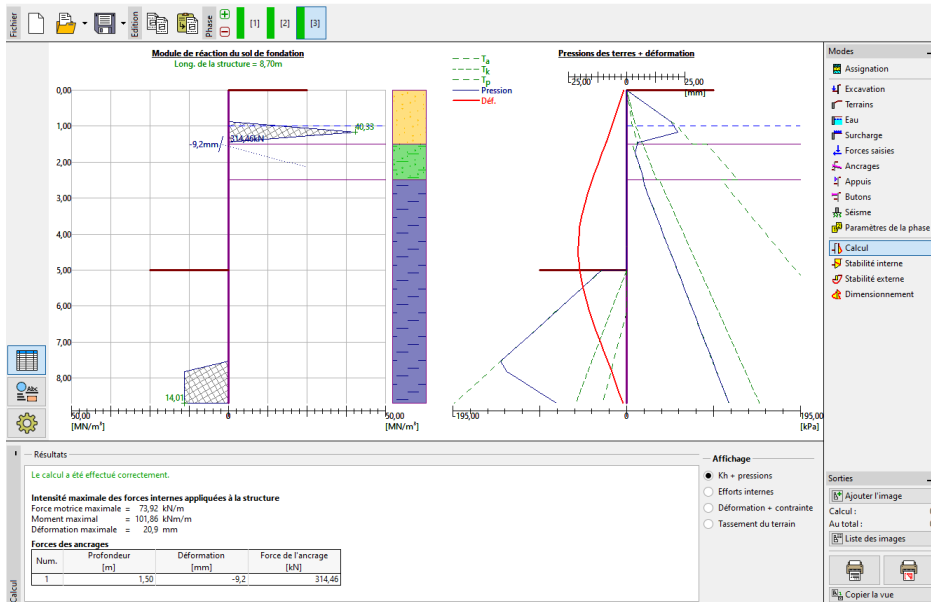 Fichier
Édition
Phase
[1]
[2]
[3]
Module de réaction du sol de fondation
Long. de la structure = 8,70m
0,00
1,00
2,00
3,00
4,00
5,00
6,00
7,00
8,00
40,33
314,46kN
-9,2mm
14,01
50,00
0
50,00
[MN/m³]
[MN/m³]
Pressions des terres + déformation
Ta
Tk
Tp
Pression
Déf.
-25,00
0
25,00
[mm]
-195,00
0
195,00
[kPa]
Modes
Assignation
Excavation
Terrains
Eau
Surcharge
Forces saisies
Ancrages
Appuis
Butons
Séisme
Paramètres de la phase
Calcul
Stabilité interne
Stabilité externe
Dimensionnement
Abc
Calcul
Résultats
Le calcul a été effectué correctement.
Intensité maximale des forces internes appliquées à la structure
Force motrice maximale = 73,92 kN/m
Moment maximal = 101,86 kNm/m
Déformation maximale = 20,9 mm
Forces des ancrages
Num. Profondeur [m] Déformation [mm] Force de l'ancrage [kN]
1 1,50 -9,2 314,46
Affichage
Kh + pressions
Efforts internes
Déformation + contrainte
Tassement du terrain
Sorties
Ajouter l'image
Calcul :
Au total :
Liste des images
Copier la vue